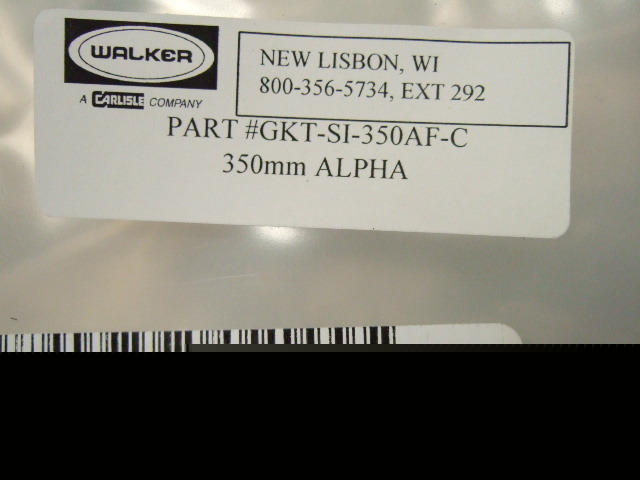 WALKER
A CARLISLE COMPANY
NEW LISBON, WI
800-356-5734, EXT 292
PART #GKT-SI-350AF-C
350mm ALPHA